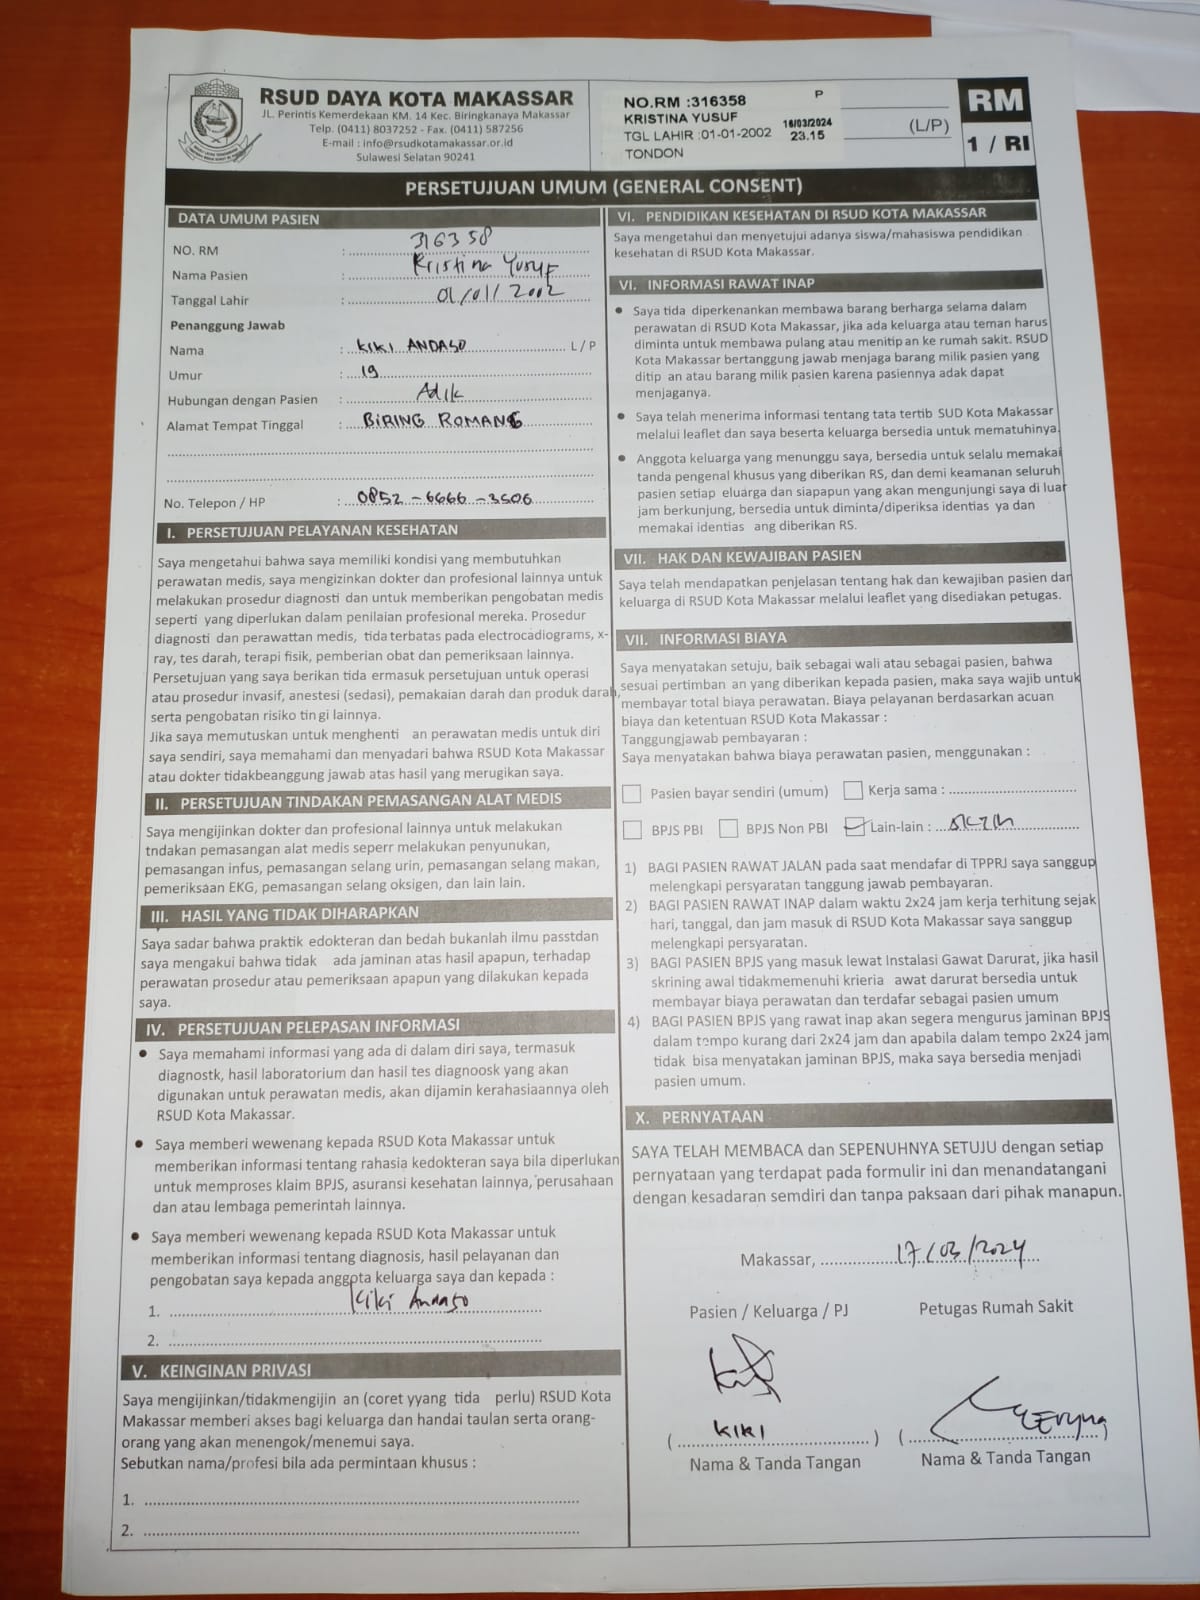 RSUD DAYA KOTA MAKASSAR
JL. Perintis Kemerdekaan KM. 14 Kec. Biringkanaya Makassar
Telp. (0411) 8037252 - Fax. (0411) 587256
E-mail : info@rsudkotamakassar.or.id
Sulawesi Selatan 90241
NO.RM :316358 P
KRISTINA YUSUF
TGL LAHIR :01-01-2002
16/03/2024
23.15
TONDON
(L/P)
RM
1 / RI
PERSETUJUAN UMUM (GENERAL CONSENT)
DATA UMUM PASIEN
NO. RM : 316358
Nama Pasien : Kristina Yusuf
Tanggal Lahir : 01/01/2002
Penanggung Jawab
Nama : KIKI ANDASO L / P
Umur : 19
Hubungan dengan Pasien : Adik
Alamat Tempat Tinggal : BIRING ROMANG
No. Telepon / HP : 0852-6666-3506
I. PERSETUJUAN PELAYANAN KESEHATAN
Saya mengetahui bahwa saya memiliki kondisi yang membutuhkan
perawatan medis, saya mengizinkan dokter dan profesional lainnya untuk
melakukan prosedur diagnosti dan untuk memberikan pengobatan medis
seperti yang diperlukan dalam penilaian profesional mereka. Prosedur
diagnosti dan perawattan medis, tida terbatas pada electrocadiograms, x-
ray, tes darah, terapi fisik, pemberian obat dan pemeriksaan lainnya.
Persetujuan yang saya berikan tida ermasuk persetujuan untuk operasi
atau prosedur invasif, anestesi (sedasi), pemakaian darah dan produk darah,
serta pengobatan risiko tin gi lainnya.
Jika saya memutuskan untuk menghenti an perawatan medis untuk diri
saya sendiri, saya memahami dan menyadari bahwa RSUD Kota Makassar
atau dokter tidakbeanggung jawab atas hasil yang merugikan saya.
II. PERSETUJUAN TINDAKAN PEMASANGAN ALAT MEDIS
Saya mengijinkan dokter dan profesional lainnya untuk melakukan
tndakan pemasangan alat medis seperr melakukan penyunukan,
pemasangan infus, pemasangan selang urin, pemasangan selang makan,
pemeriksaan EKG, pemasangan selang oksigen, dan lain lain.
III. HASIL YANG TIDAK DIHARAPKAN
Saya sadar bahwa praktik edokteran dan bedah bukanlah ilmu passtdan
saya mengakui bahwa tidak ada jaminan atas hasil apapun, terhadap
perawatan prosedur atau pemeriksaan apapun yang dilakukan kepada
saya.
IV. PERSETUJUAN PELEPASAN INFORMASI
● Saya memahami informasi yang ada di dalam diri saya, termasuk
diagnostk, hasil laboratorium dan hasil tes diagnoosk yang akan
digunakan untuk perawatan medis, akan dijamin kerahasiaannya oleh
RSUD Kota Makassar.
● Saya memberi wewenang kepada RSUD Kota Makassar untuk
memberikan informasi tentang rahasia kedokteran saya bila diperlukan
untuk memproses klaim BPJS, asuransi kesehatan lainnya, perusahaan
dan atau lembaga pemerintah lainnya.
● Saya memberi wewenang kepada RSUD Kota Makassar untuk
memberikan informasi tentang diagnosis, hasil pelayanan dan
pengobatan saya kepada anggota keluarga saya dan kepada :
1. Kiki Andaso
2.
V. KEINGINAN PRIVASI
Saya mengijinkan/tidakmengijin an (coret yyang tida perlu) RSUD Kota
Makassar memberi akses bagi keluarga dan handai taulan serta orang-
orang yang akan menengok/menemui saya.
Sebutkan nama/profesi bila ada permintaan khusus :
1.
2.
VI. PENDIDIKAN KESEHATAN DI RSUD KOTA MAKASSAR
Saya mengetahui dan menyetujui adanya siswa/mahasiswa pendidikan
kesehatan di RSUD Kota Makassar.
VI. INFORMASI RAWAT INAP
● Saya tida diperkenankan membawa barang berharga selama dalam
perawatan di RSUD Kota Makassar, jika ada keluarga atau teman harus
diminta untuk membawa pulang atau menitip an ke rumah sakit. RSUD
Kota Makassar bertanggung jawab menjaga barang milik pasien yang
ditip an atau barang milik pasien karena pasiennya adak dapat
menjaganya.
● Saya telah menerima informasi tentang tata tertib SUD Kota Makassar
melalui leaflet dan saya beserta keluarga bersedia untuk mematuhinya.
● Anggota keluarga yang menunggu saya, bersedia untuk selalu memakai
tanda pengenal khusus yang diberikan RS, dan demi keamanan seluruh
pasien setiap eluárga dan siapapun yang akan mengunjungi saya di luar
jam berkunjung, bersedia untuk diminta/diperiksa identias ya dan
memakai identias ang diberikan RS.
VII. HAK DAN KEWAJIBAN PASIEN
Saya telah mendapatkan penjelasan tentang hak dan kewajiban pasien dan
keluarga di RSUD Kota Makassar melalui leaflet yang disediakan petugas.
VII. INFORMASI BIAYA
Saya menyatakan setuju, baik sebagai wali atau sebagai pasien, bahwa
sesuai pertimban an yang diberikan kepada pasien, maka saya wajib untuk
membayar total biaya perawatan. Biaya pelayanan berdasarkan acuan
biaya dan ketentuan RSUD Kota Makassar :
Tanggungjawab pembayaran :
Saya menyatakan bahwa biaya perawatan pasien, menggunakan :
Pasien bayar sendiri (umum) Kerja sama :
BPJS PBI BPJS Non PBI Lain-lain :
1) BAGI PASIEN RAWAT JALAN pada saat mendafar di TPPRJ saya sanggup
melengkapi persyaratan tanggung jawab pembayaran.
2) BAGI PASIEN RAWAT INAP dalam waktu 2x24 jam kerja terhitung sejak
hari, tanggal, dan jam masuk di RSUD Kota Makassar saya sanggup
melengkapi persyaratan.
3) BAGI PASIEN BPJS yang masuk lewat Instalasi Gawat Darurat, jika hasil
skrining awal tidakmemenuhi krieria awat darurat bersedia untuk
membayar biaya perawatan dan terdafar sebagai pasien umum
4) BAGI PASIEN BPJS yang rawat inap akan segera mengurus jaminan BPJS
dalam tempo kurang dari 2x24 jam dan apabila dalam tempo 2x24 jam
tidak bisa menyatakan jaminan BPJS, maka saya bersedia menjadi
pasien umum.
X. PERNYATAAN
SAYA TELAH MEMBACA dan SEPENUHNYA SETUJU dengan setiap
pernyataan yang terdapat pada formulir ini dan menandatangani
dengan kesadaran semdiri dan tanpa paksaan dari pihak manapun.
Makassar, 17/03/2024
Pasien / Keluarga / PJ Petugas Rumah Sakit
( KIKI ) ( )
Nama & Tanda Tangan Nama & Tanda Tangan